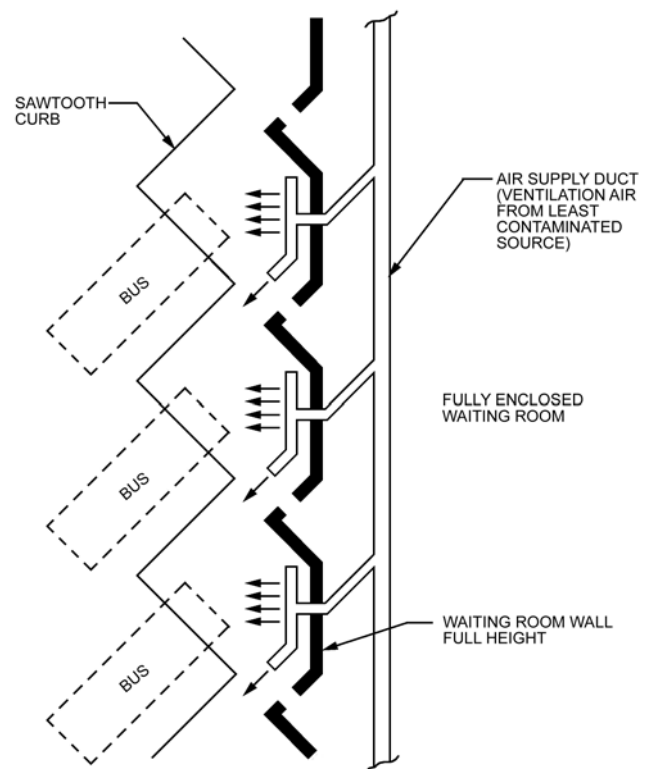 SAWTOOTH
CURB
AIR SUPPLY DUCT
(VENTILATION AIR
FROM LEAST
CONTAMINATED
SOURCE)
BUS
FULLY ENCLOSED
WAITING ROOM
BUS
WAITING ROOM WALL
FULL HEIGHT
BUS